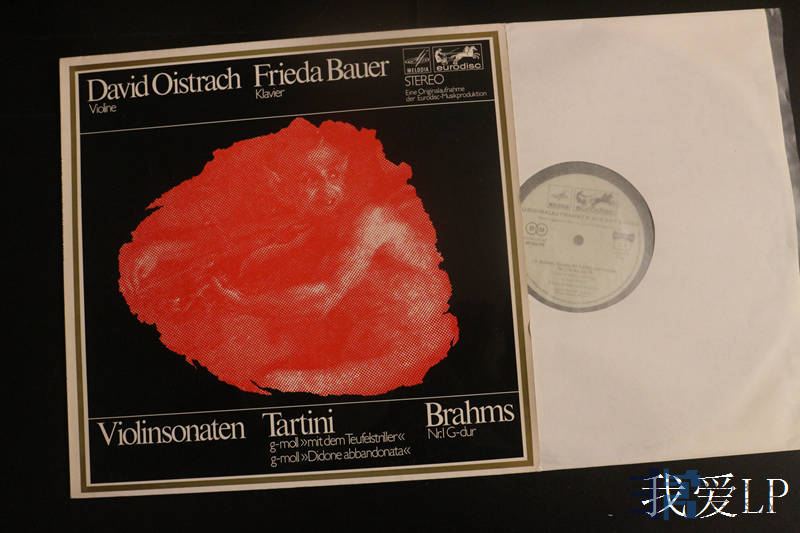 David Oistrach Frieda Bauer
Violine
Klavier
MELODIA
eurodisc
STEREO
Eine Originalaufnahme
der Eurodisc-Musikproduktion
Violinsonaten
Tartini
g-moll »mit dem Teufelstriller«
g-moll »Didone abbandonata«
Brahms
Nr.1 G-dur
我爱LP